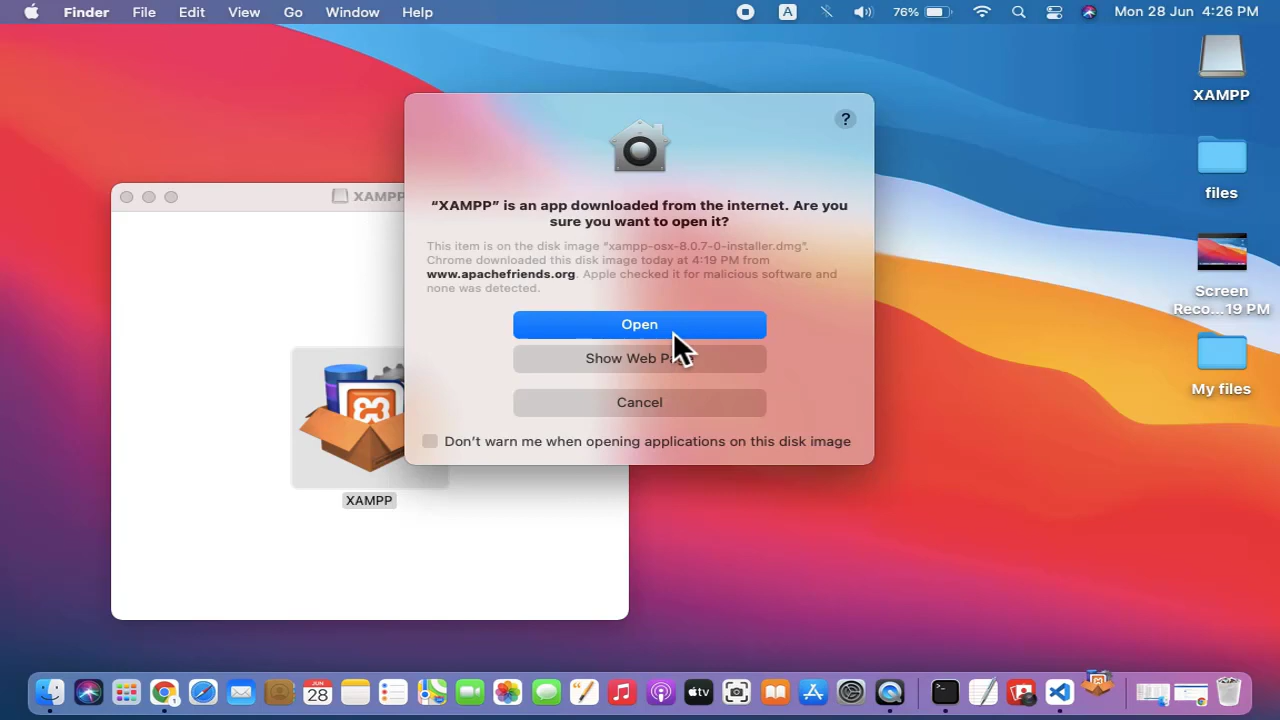 Finder File Edit View Go Window Help A 76% Mon 28 Jun 4:26 PM
XAMPP
files
Screen
Reco...19 PM
My files
XAMPP
XAMPP
?
“XAMPP” is an app downloaded from the internet. Are you
sure you want to open it?
This item is on the disk image “xampp-osx-8.0.7-0-installer.dmg”.
Chrome downloaded this disk image today at 4:19 PM from
www.apachefriends.org. Apple checked it for malicious software and
none was detected.
Open
Show Web Page
Cancel
Don’t warn me when opening applications on this disk image
JUN
28
tv